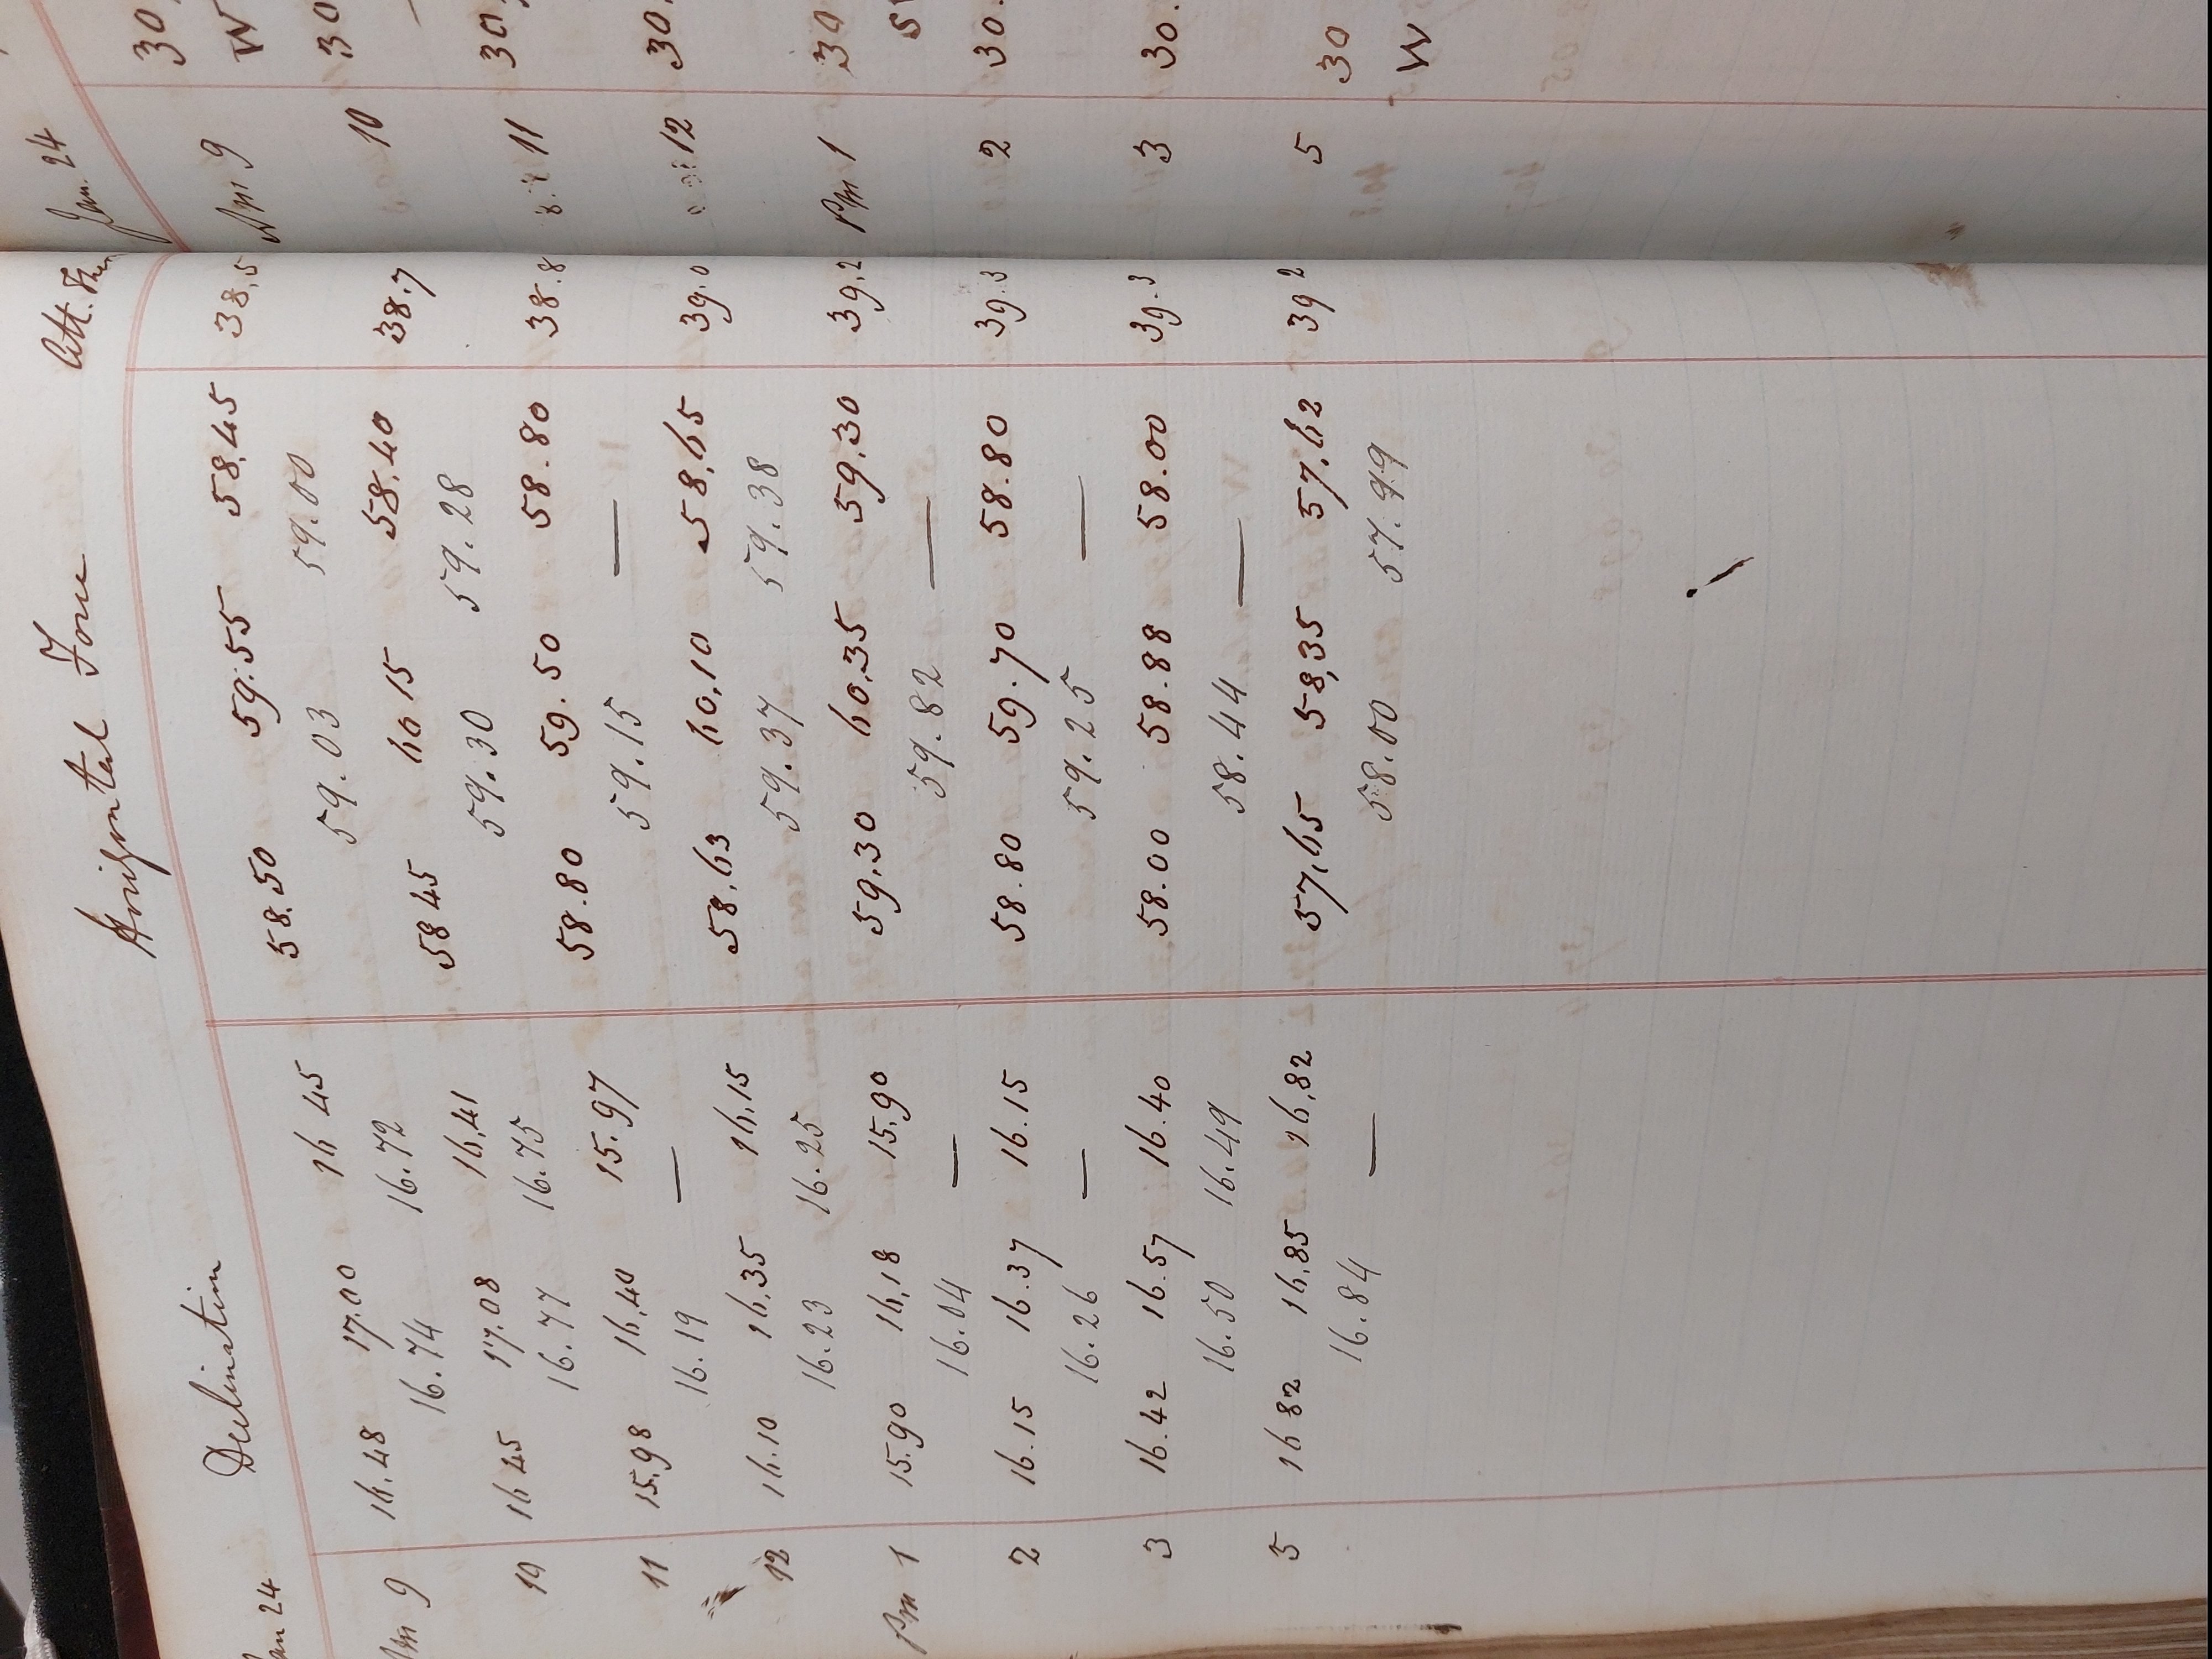 Declination Horizontal Force Att. Ther
Jan 24
Am 9 16.48 17.00 16 45 58.50 59.55 58.45 38.5
16.74 16.72 59.03 59.00
10 16 45 17.08 16.41 58 45 60 15 58.40 38.7
16.77 16.75 59.30 59.28
11 15.98 16.40 15.97 58.80 59.50 58.80 38.8
16.19 — 59.15 —
12 16.10 16.35 16.15 58.63 60.10 58.65 39.0
16.23 16.25 59.37 59.38
Pm 1 15.90 16.18 15.90 59.30 60.35 59.30 39.2
16.04 — 59.82 —
2 16.15 16.37 16.15 58.80 59.70 58.80 39.3
16.26 — 59.25 —
3 16.42 16.57 16.40 58.00 58.88 58.00 39.3
16.50 16.49 58.44 —
5 16 82 16.85 16.82 57.65 58.35 57.62 39 2
16.84 — 58.00 57.99
Jan. 24
Am 9 30
W
10 30
11 30
12 30.
Pm 1 30
2 30.
3 30.
5 30
W